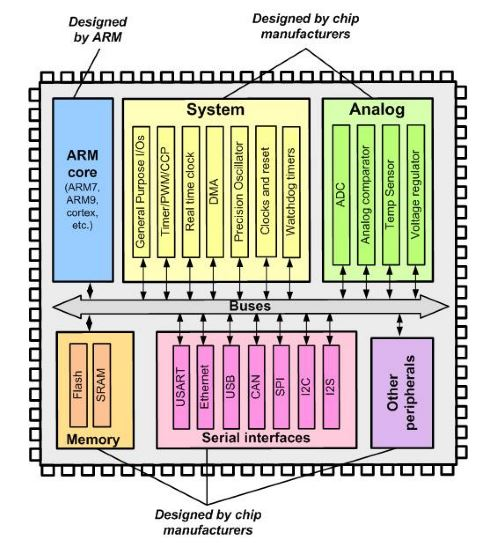 Designed
by ARM
Designed by chip
manufacturers
System
Analog
ARM
core
(ARM7,
ARM9,
cortex,
etc.)
General Purpose I/Os
Timer/PWM/CCP
Real time clock
DMA
Precision Oscillator
Clocks and reset
Watchdog timers
ADC
Analog comparator
Temp Sensor
Voltage regulator
Buses
Flash
SRAM
Memory
USART
Ethernet
USB
CAN
SPI
I2C
I2S
Serial interfaces
Other
peripherals
Designed by chip
manufacturers